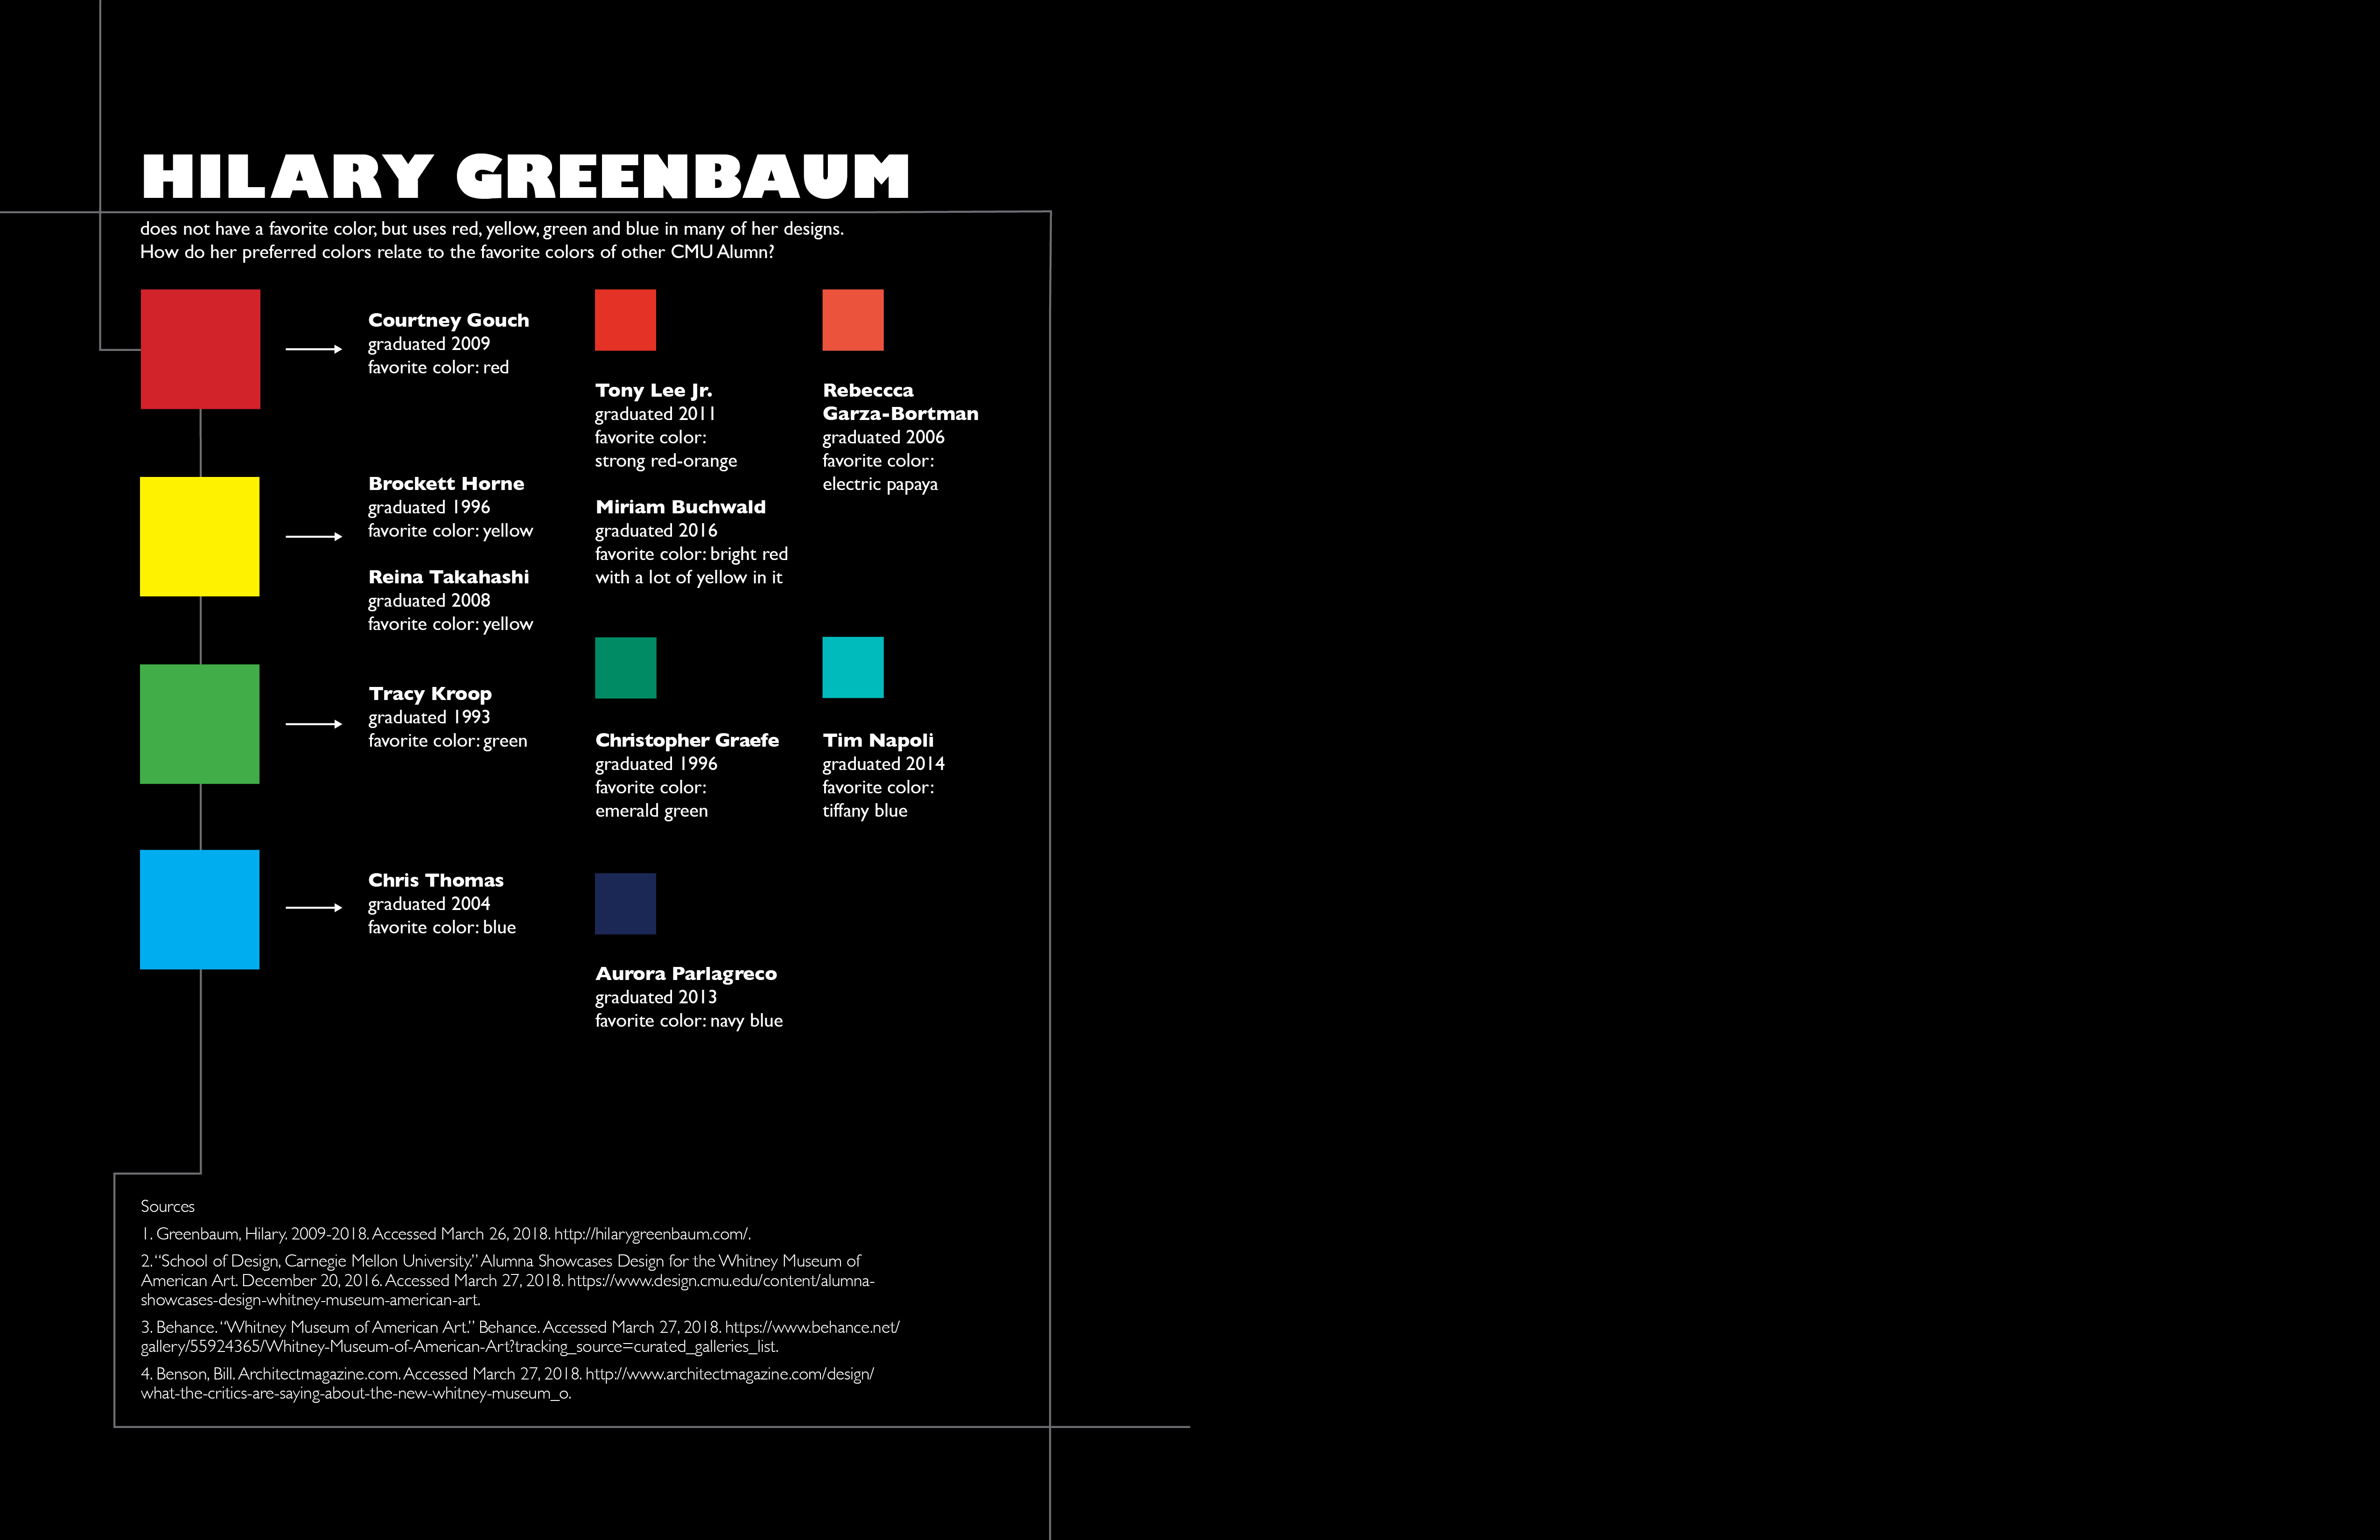 HILARY GREENBAUM
does not have a favorite color, but uses red, yellow, green and blue in many of her designs.
How do her preferred colors relate to the favorite colors of other CMU Alumn?
Courtney Gouch
graduated 2009
favorite color: red
Tony Lee Jr.
graduated 2011
favorite color:
strong red-orange
Rebeccca
Garza-Bortman
graduated 2006
favorite color:
electric papaya
Brockett Horne
graduated 1996
favorite color: yellow
Reina Takahashi
graduated 2008
favorite color: yellow
Miriam Buchwald
graduated 2016
favorite color: bright red
with a lot of yellow in it
Tracy Kroop
graduated 1993
favorite color: green
Christopher Graefe
graduated 1996
favorite color:
emerald green
Tim Napoli
graduated 2014
favorite color:
tiffany blue
Chris Thomas
graduated 2004
favorite color: blue
Aurora Parlagreco
graduated 2013
favorite color: navy blue
Sources
1. Greenbaum, Hilary. 2009-2018. Accessed March 26, 2018. http://hilarygreenbaum.com/.
2. “School of Design, Carnegie Mellon University.” Alumna Showcases Design for the Whitney Museum of
American Art. December 20, 2016. Accessed March 27, 2018. https://www.design.cmu.edu/content/alumna-
showcases-design-whitney-museum-american-art.
3. Behance. “Whitney Museum of American Art.” Behance. Accessed March 27, 2018. https://www.behance.net/
gallery/55924365/Whitney-Museum-of-American-Art?tracking_source=curated_galleries_list.
4. Benson, Bill. Architectmagazine.com. Accessed March 27, 2018. http://www.architectmagazine.com/design/
what-the-critics-are-saying-about-the-new-whitney-museum_o.